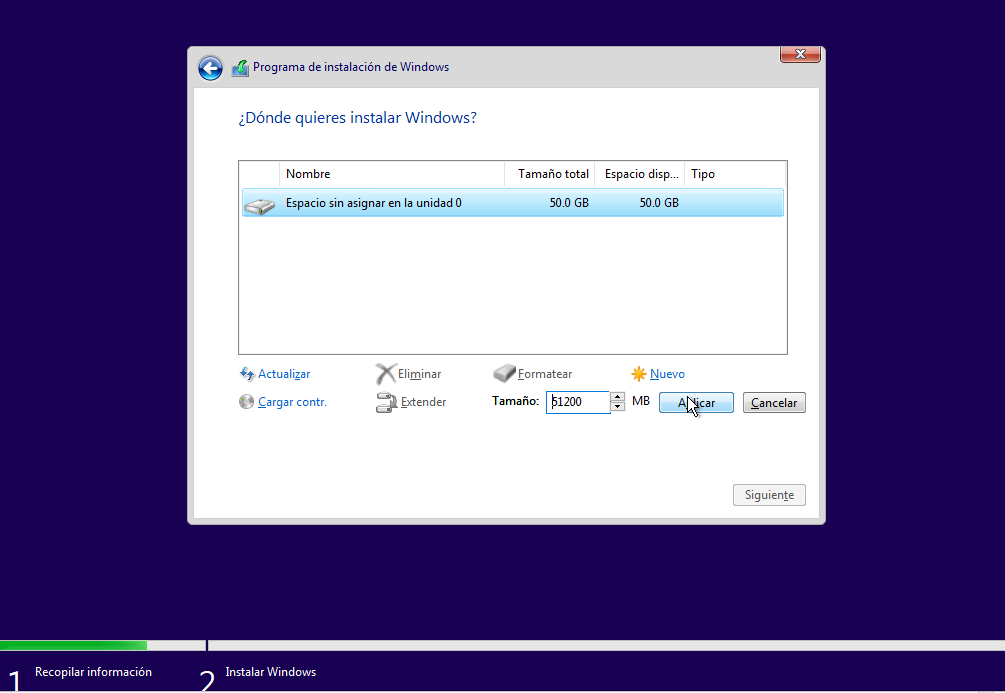 Programa de instalación de Windows
¿Dónde quieres instalar Windows?
Nombre Tamaño total Espacio disp... Tipo
Espacio sin asignar en la unidad 0 50.0 GB 50.0 GB
Actualizar Eliminar Formatear Nuevo
Cargar contr. Extender Tamaño: 51200 MB Aplicar Cancelar
Siguiente
1 Recopilar información 2 Instalar Windows